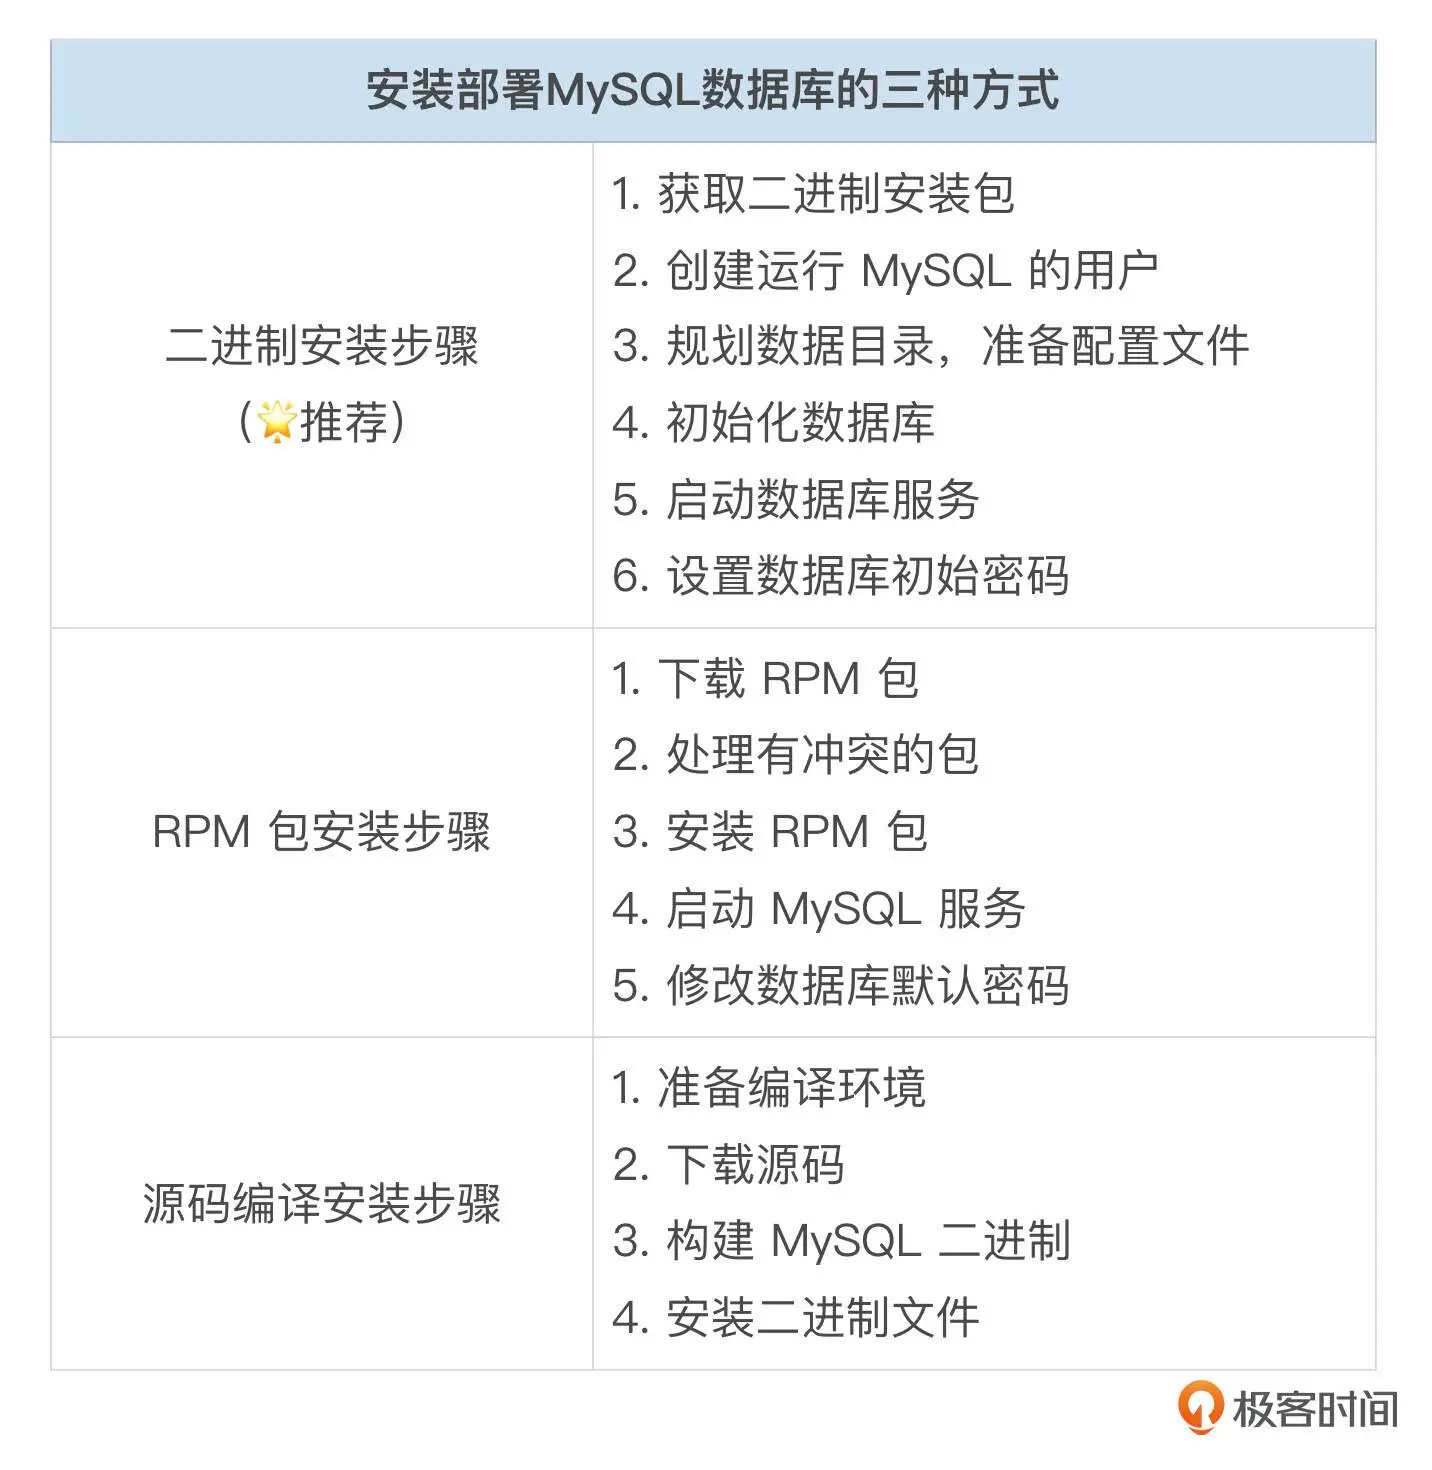 安装部署MySQL数据库的三种方式
二进制安装步骤
（🌟推荐）
1. 获取二进制安装包
2. 创建运行 MySQL 的用户
3. 规划数据目录，准备配置文件
4. 初始化数据库
5. 启动数据库服务
6. 设置数据库初始密码
RPM 包安装步骤
1. 下载 RPM 包
2. 处理有冲突的包
3. 安装 RPM 包
4. 启动 MySQL 服务
5. 修改数据库默认密码
源码编译安装步骤
1. 准备编译环境
2. 下载源码
3. 构建 MySQL 二进制
4. 安装二进制文件
极客时间